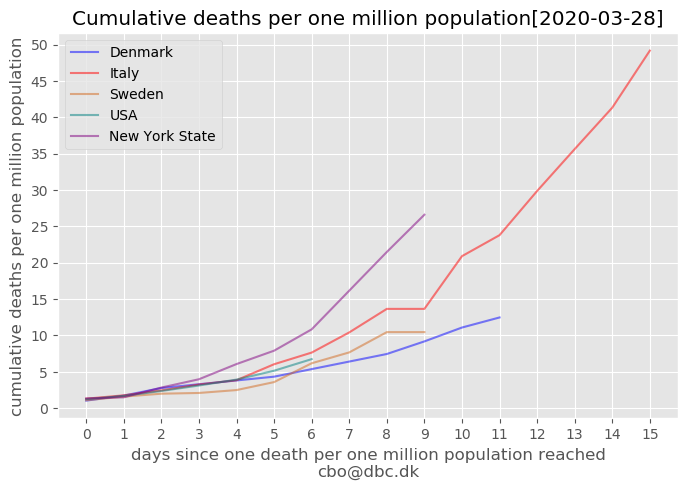 Cumulative deaths per one million population[2020-03-28]
cumulative deaths per one million population
50
45
40
35
30
25
20
15
10
5
0
Denmark
Italy
Sweden
USA
New York State
0 1 2 3 4 5 6 7 8 9 10 11 12 13 14 15
days since one death per one million population reached
cbo@dbc.dk